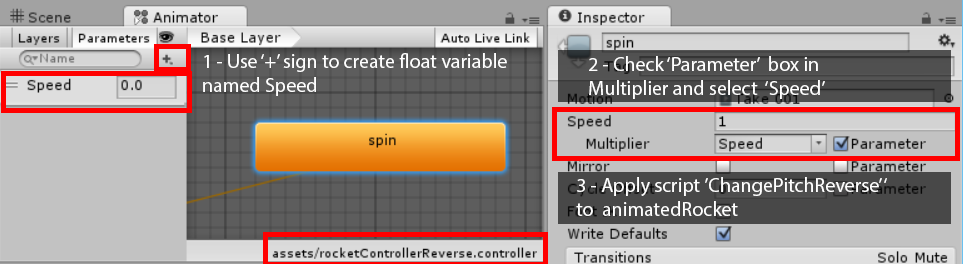 Scene
Animator
Inspector
Layers
Parameters
Base Layer
Auto Live Link
spin
Name
1 - Use '+' sign to create float variable
named Speed
Speed
0.0
spin
2 - Check 'Parameter' box in
Multiplier and select 'Speed'
Motion
Take 001
Speed
1
Multiplier
Speed
Parameter
Mirror
Parameter
3 - Apply script 'ChangePitchReverse''
to animatedRocket
Parameter
Write Defaults
assets/rocketControllerReverse.controller
Transitions
Solo Mute